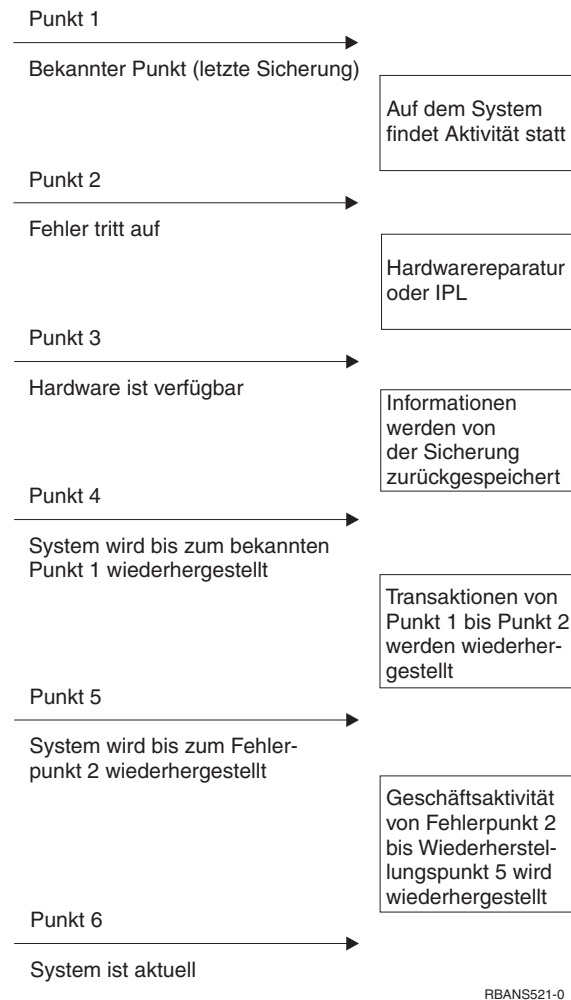 Punkt 1
Bekannter Punkt (letzte Sicherung)
Auf dem System
findet Aktivität statt
Punkt 2
Fehler tritt auf
Hardwarereparatur
oder IPL
Punkt 3
Hardware ist verfügbar
Informationen
werden von
der Sicherung
zurückgespeichert
Punkt 4
System wird bis zum bekannten
Punkt 1 wiederhergestellt
Transaktionen von
Punkt 1 bis Punkt 2
werden wiederher-
gestellt
Punkt 5
System wird bis zum Fehler-
punkt 2 wiederhergestellt
Geschäftsaktivität
von Fehlerpunkt 2
bis Wiederherstel-
lungspunkt 5 wird
wiederhergestellt
Punkt 6
System ist aktuell
RBANS521-0